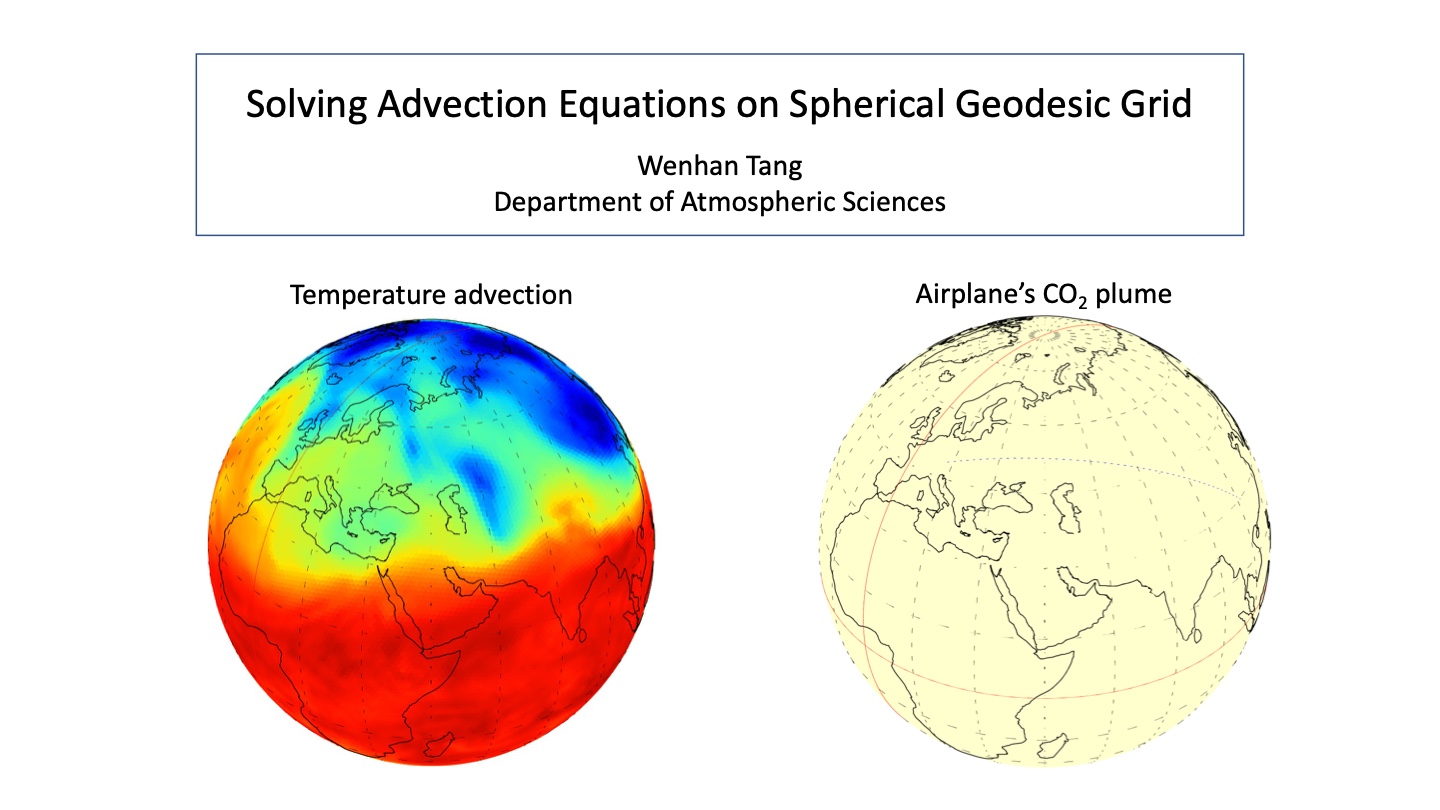 Solving Advection Equations on Spherical Geodesic Grid
Wenhan Tang
Department of Atmospheric Sciences
Temperature advection
Airplane’s CO₂ plume